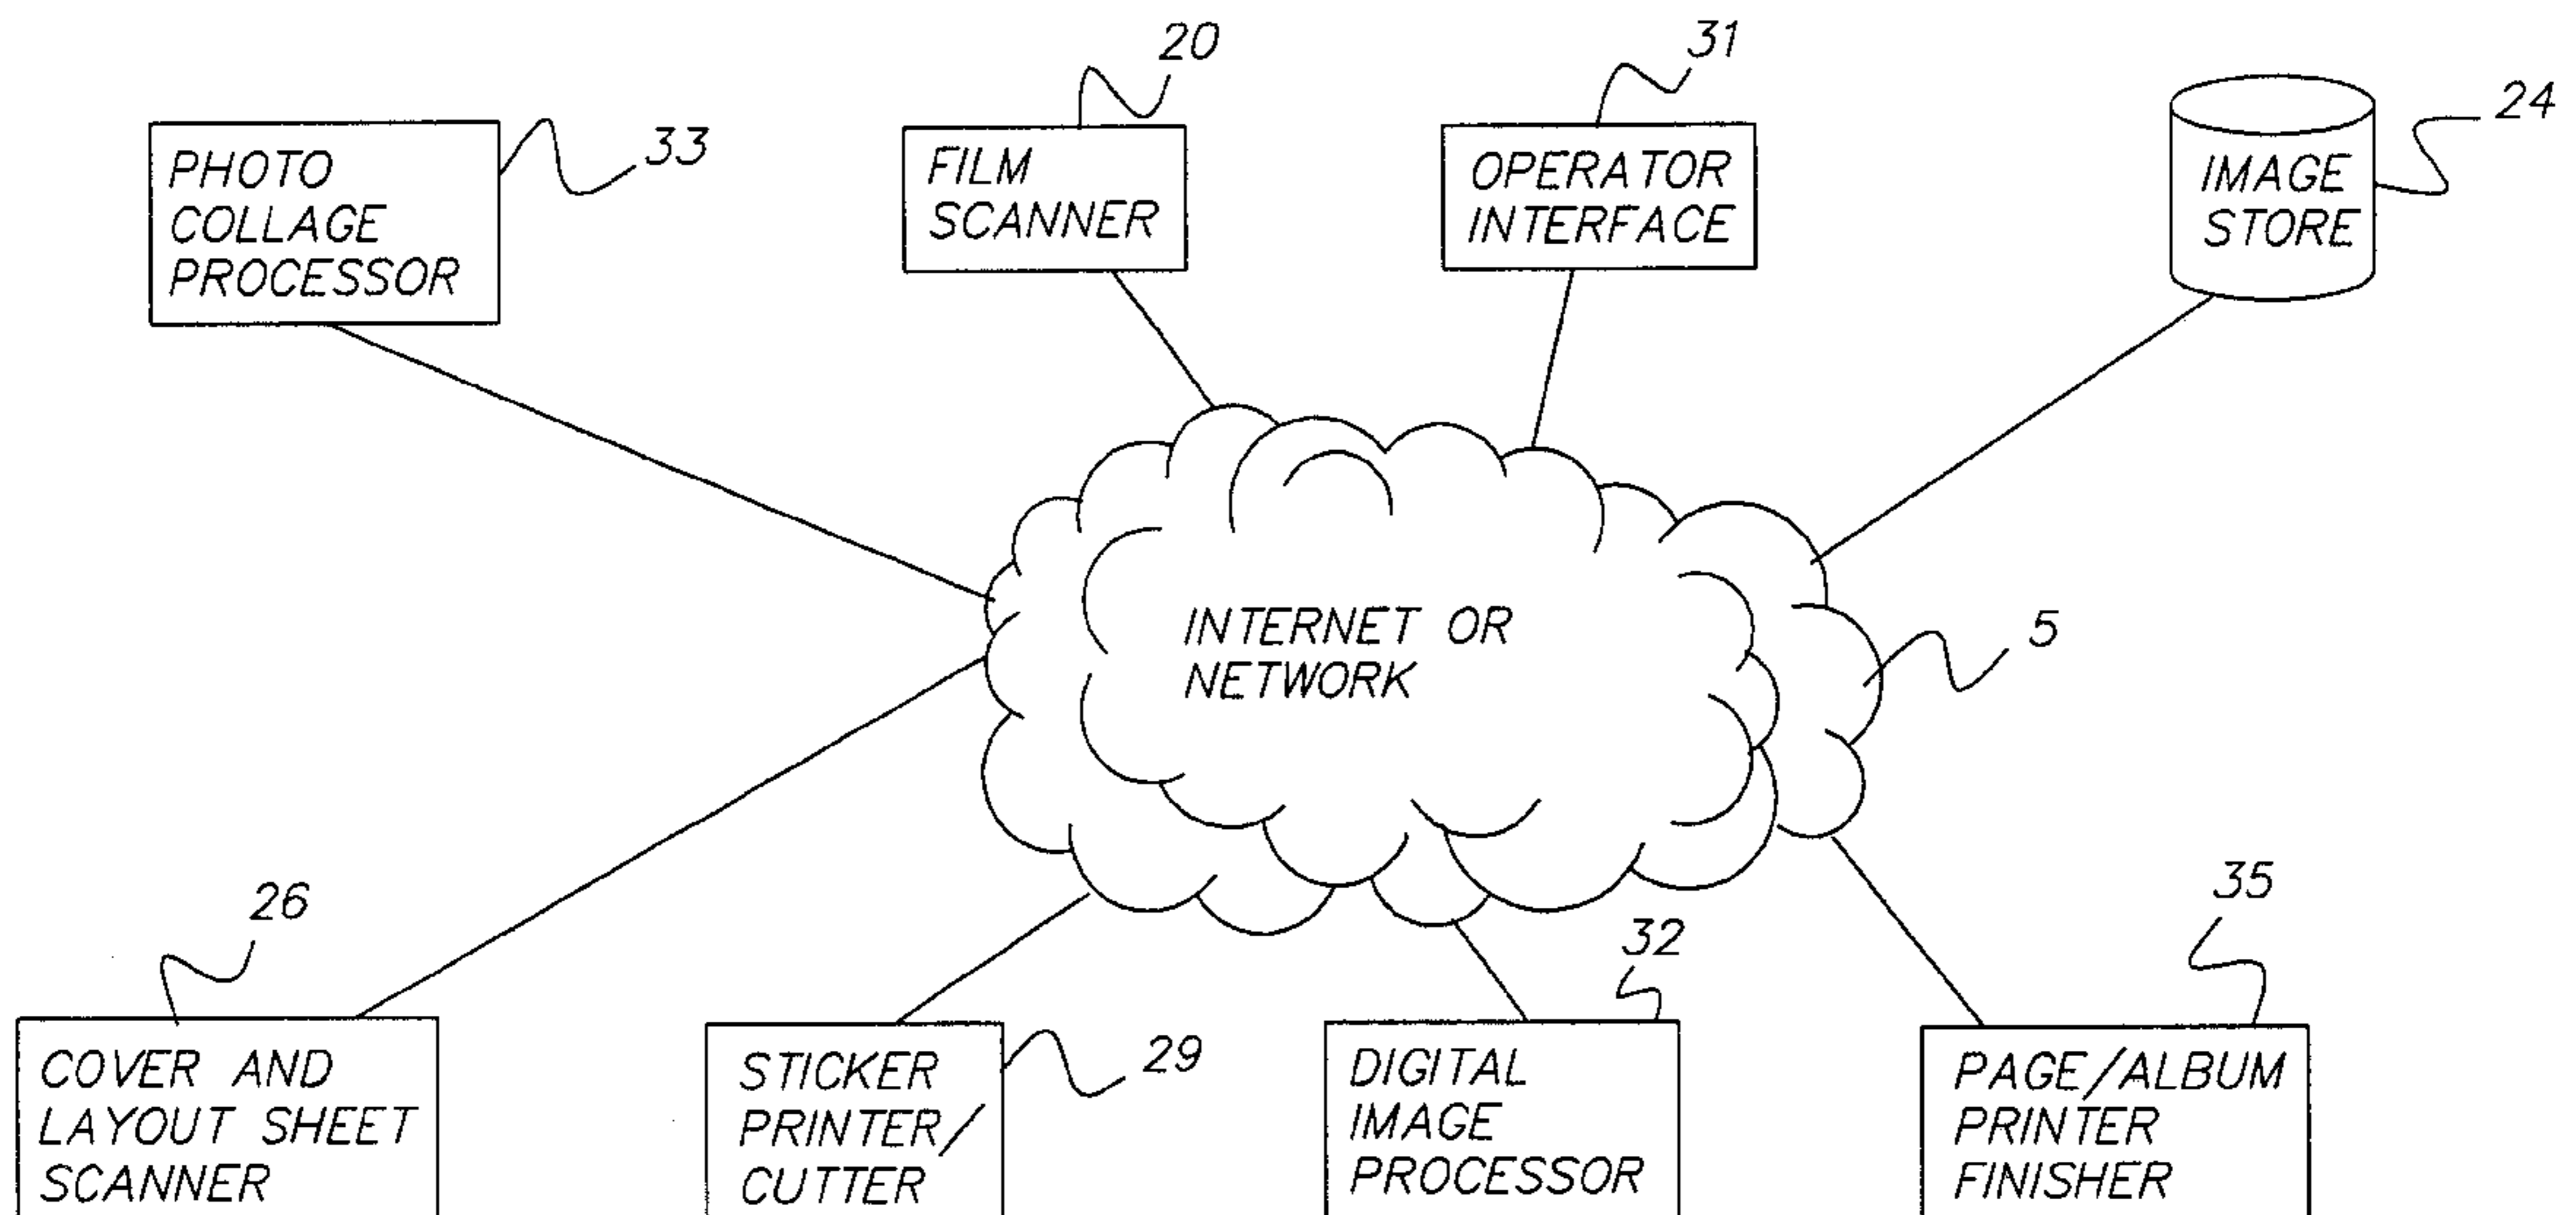 20
31
24
33
PHOTO
COLLAGE
PROCESSOR
FILM
SCANNER
OPERATOR
INTERFACE
IMAGE
STORE
INTERNET OR
NETWORK
5
26
32
35
29
COVER AND
LAYOUT SHEET
SCANNER
STICKER
PRINTER/
CUTTER
DIGITAL
IMAGE
PROCESSOR
PAGE/ALBUM
PRINTER
FINISHER